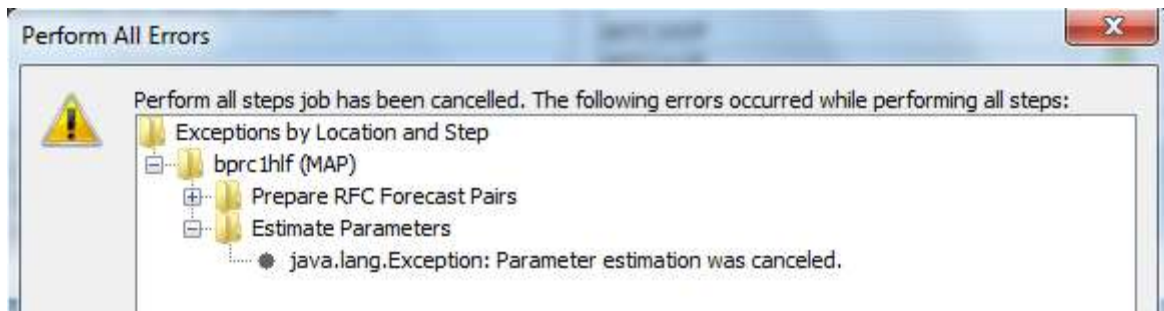 Perform All Errors
Perform all steps job has been cancelled. The following errors occurred while performing all steps:
Exceptions by Location and Step
bprc1hlf (MAP)
Prepare RFC Forecast Pairs
Estimate Parameters
java.lang.Exception: Parameter estimation was canceled.